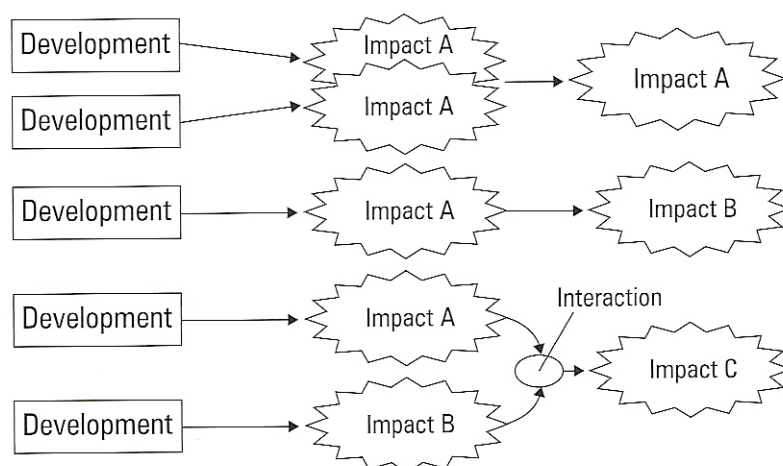 Development
Impact A
Impact A
Development
Impact A
Development
Impact A
Impact B
Development
Impact A
Interaction
Impact C
Development
Impact B